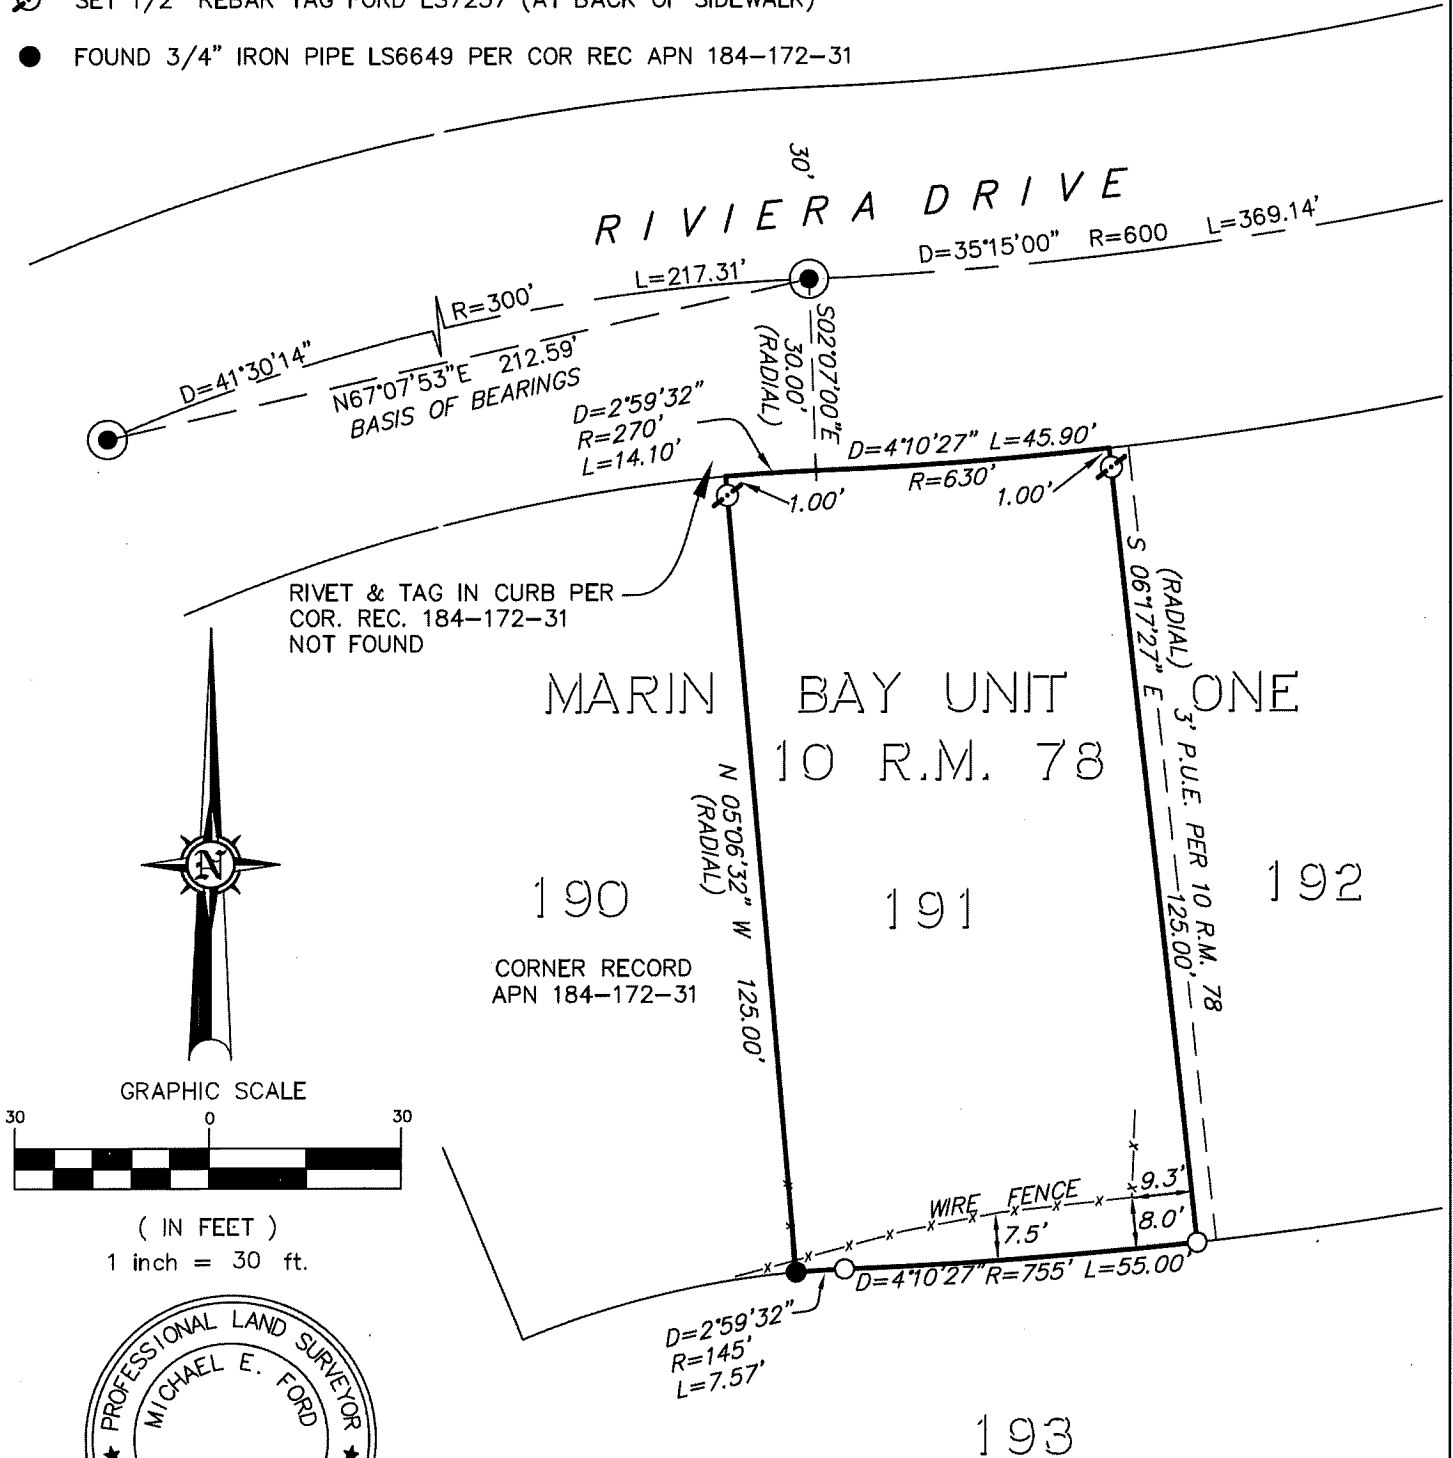 SET 1/2" REBAR TAG FORD LS7237 (AT BACK OF SIDEWALK)
FOUND 3/4" IRON PIPE LS6649 PER COR REC APN 184-172-31
30'
RIVIERA DRIVE
D=35°15'00" R=600 L=369.14'
L=217.31'
R=300'
D=41°30'14"
N67°07'53"E 212.59'
BASIS OF BEARINGS
S02°07'00"E
30.00'
(RADIAL)
D=2°59'32"
R=270'
L=14.10'
D=4°10'27" L=45.90'
R=630'
1.00'
1.00'
RIVET & TAG IN CURB PER
COR. REC. 184-172-31
NOT FOUND
S 06°17'27" E
(RADIAL)
125.00'
3' P.U.E. PER 10 R.M. 78
MARIN BAY UNIT ONE
10 R.M. 78
N 05°06'32" W 125.00'
(RADIAL)
N
190
191
192
CORNER RECORD
APN 184-172-31
GRAPHIC SCALE
30 0 30
( IN FEET )
1 inch = 30 ft.
WIRE FENCE
9.3'
7.5'
8.0'
D=4°10'27" R=755' L=55.00'
D=2°59'32"
R=145'
L=7.57'
PROFESSIONAL LAND SURVEYOR
MICHAEL E. FORD
193